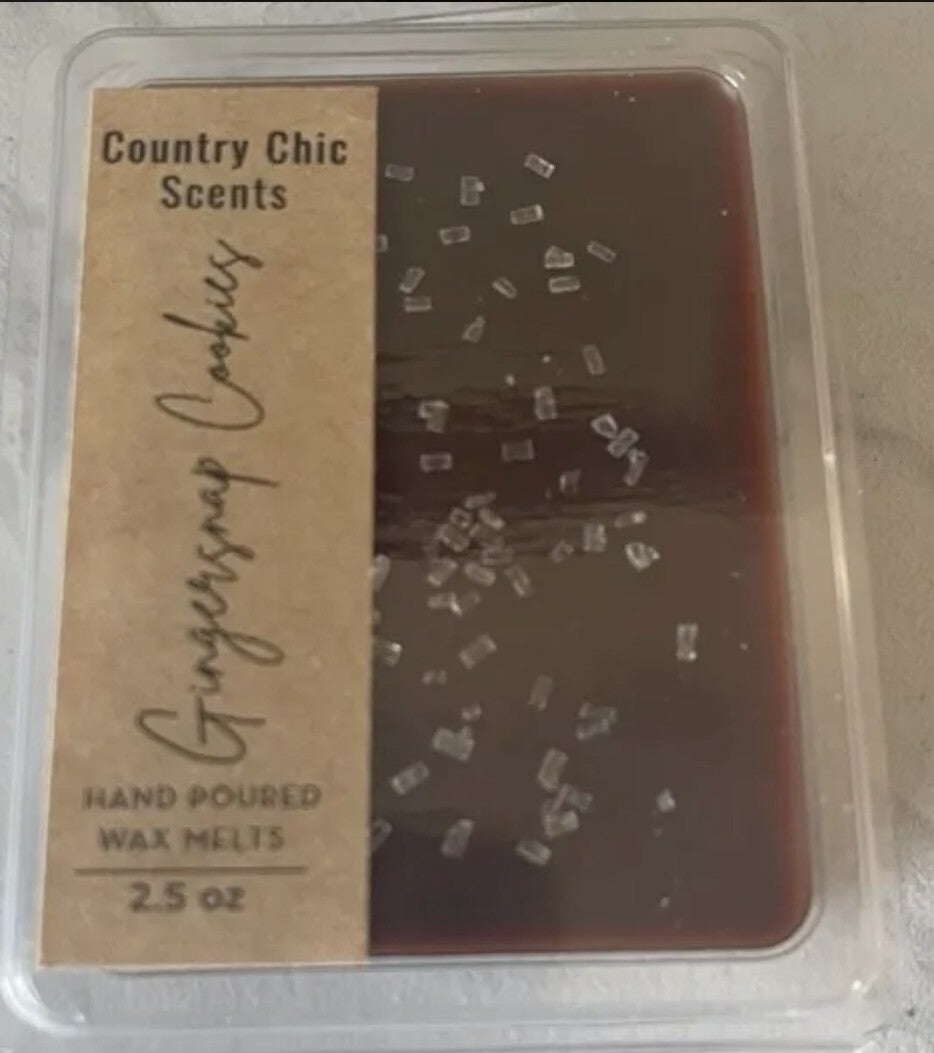 Country Chic
Scents
Gingersnap Cookies
HAND POURED
WAX MELTS
2.5 oz